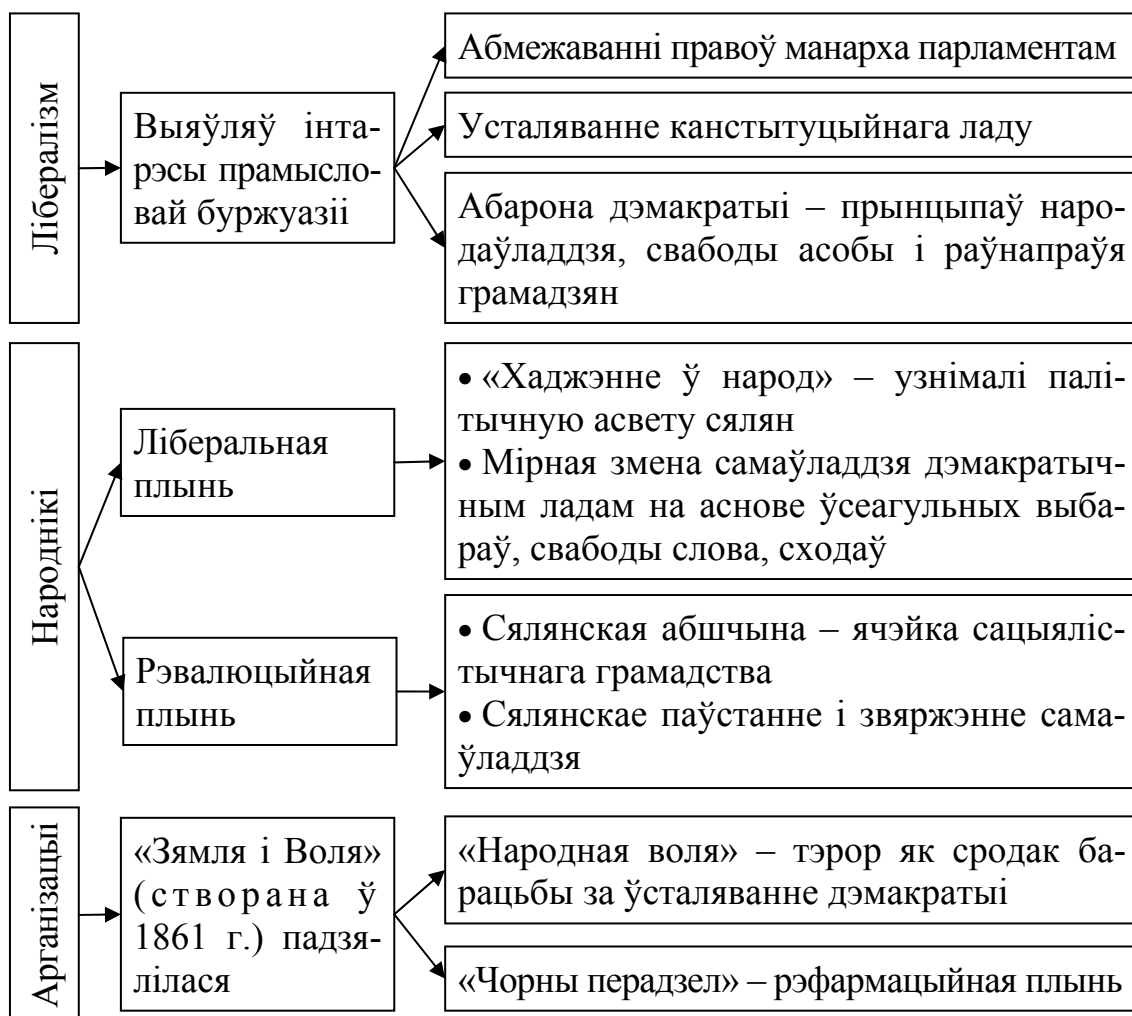 Лібералізм
Выяўляў інта-
рэсы прамысло-
вай буржуазіі
Абмежаванні правоў манарха парламентам
Усталяванне канстытуцыйнага ладу
Абарона дэмакратыі – прынцыпаў наро-
даўладдзя, свабоды асобы і раўнапраўя
грамадзян
Народнікі
Ліберальная
плынь
• «Хаджэнне ў народ» – узнімалі палі-
тычную асвету сялян
• Мірная змена самаўладдзя дэмакратыч-
ным ладам на аснове ўсеагульных выба-
раў, свабоды слова, сходаў
Рэвалюцыйная
плынь
• Сялянская абшчына – ячэйка сацыяліс-
тычнага грамадства
• Сялянскае паўстанне і звяржэнне сама-
ўладдзя
Арганізацыі
«Зямля і Воля»
(створана ў
1861 г.) падзя-
лілася
«Народная воля» – тэрор як сродак ба-
рацьбы за ўсталяванне дэмакратыі
«Чорны перадзел» – рэфармацыйная плынь